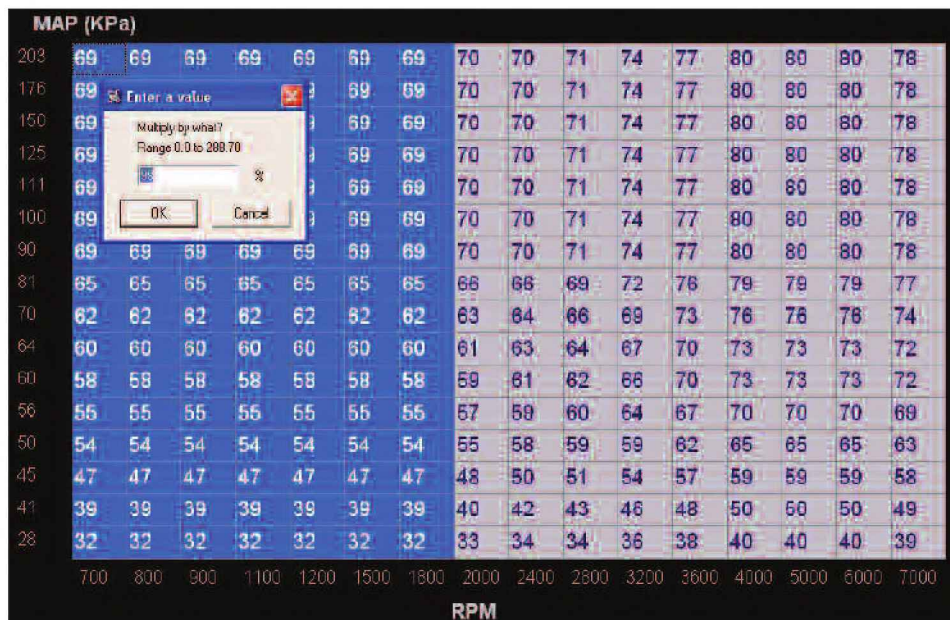 MAP (KPa)
203 69 69 69 69 69 69 69 70 70 71 74 77 80 80 80 78
176 69 69 69 70 70 71 74 77 80 80 80 78
150 69 69 69 70 70 71 74 77 80 80 80 78
125 69 69 69 70 70 71 74 77 80 80 80 78
111 69 69 69 70 70 71 74 77 80 80 80 78
100 69 69 69 70 70 71 74 77 80 80 80 78
90 69 69 69 69 69 69 69 70 70 71 74 77 80 80 80 78
81 65 65 65 65 65 65 65 66 66 69 72 76 79 79 79 77
70 62 62 62 62 62 62 62 63 64 66 69 73 76 76 76 74
64 60 60 60 60 60 60 60 61 63 64 67 70 73 73 73 72
60 58 58 58 58 58 58 58 59 61 62 66 70 73 73 73 72
56 55 55 55 55 55 55 55 57 59 60 64 67 70 70 70 69
50 54 54 54 54 54 54 54 55 58 59 59 62 65 65 65 63
45 47 47 47 47 47 47 47 48 50 51 54 57 59 59 59 58
41 39 39 39 39 39 39 39 40 42 43 46 48 50 50 50 49
28 32 32 32 32 32 32 32 33 34 34 36 38 40 40 40 39
700 800 900 1100 1200 1500 1800 2000 2400 2800 3200 3600 4000 5000 6000 7000
RPM
Enter a value
Multiply by what?
Range 0.0 to 288.70
%
OK Cancel